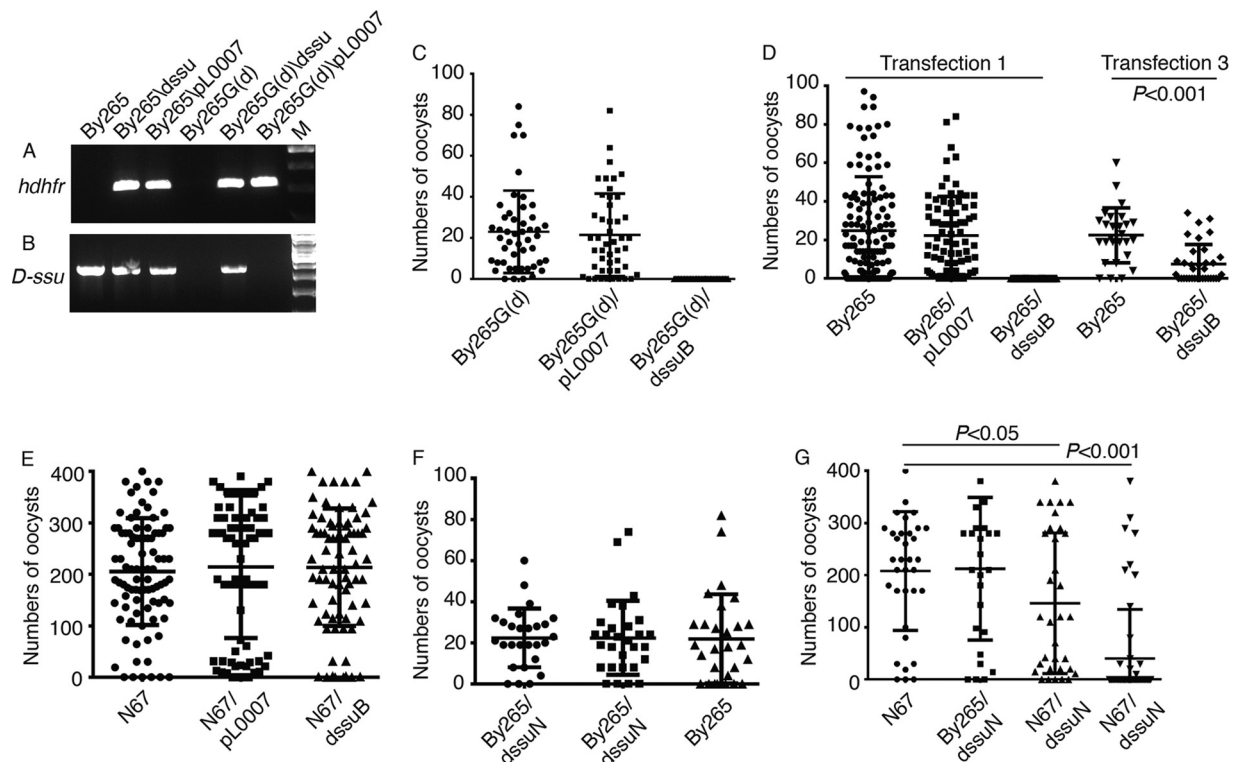 By265
By265\dssu
By265\pL0007
By265G(d)
By265G(d)\dssu
By265G(d)\pL0007
M
A
hdhfr
B
D-ssu
C
Numbers of oocysts
100
80
60
40
20
0
By265G(d)
By265G(d)/
pL0007
By265G(d)/
dssuB
D
Transfection 1
Transfection 3
P<0.001
Numbers of oocysts
100
80
60
40
20
0
By265
By265/
pL0007
By265/
dssuB
By265
By265/
dssuB
E
Numbers of oocysts
400
300
200
100
0
N67
N67/
pL0007
N67/
dssuB
F
Numbers of oocysts
100
80
60
40
20
0
By265/
dssuN
By265/
dssuN
By265
G
P<0.05
P<0.001
Numbers of oocysts
400
300
200
100
0
N67
By265/
dssuN
N67/
dssuN
N67/
dssuN